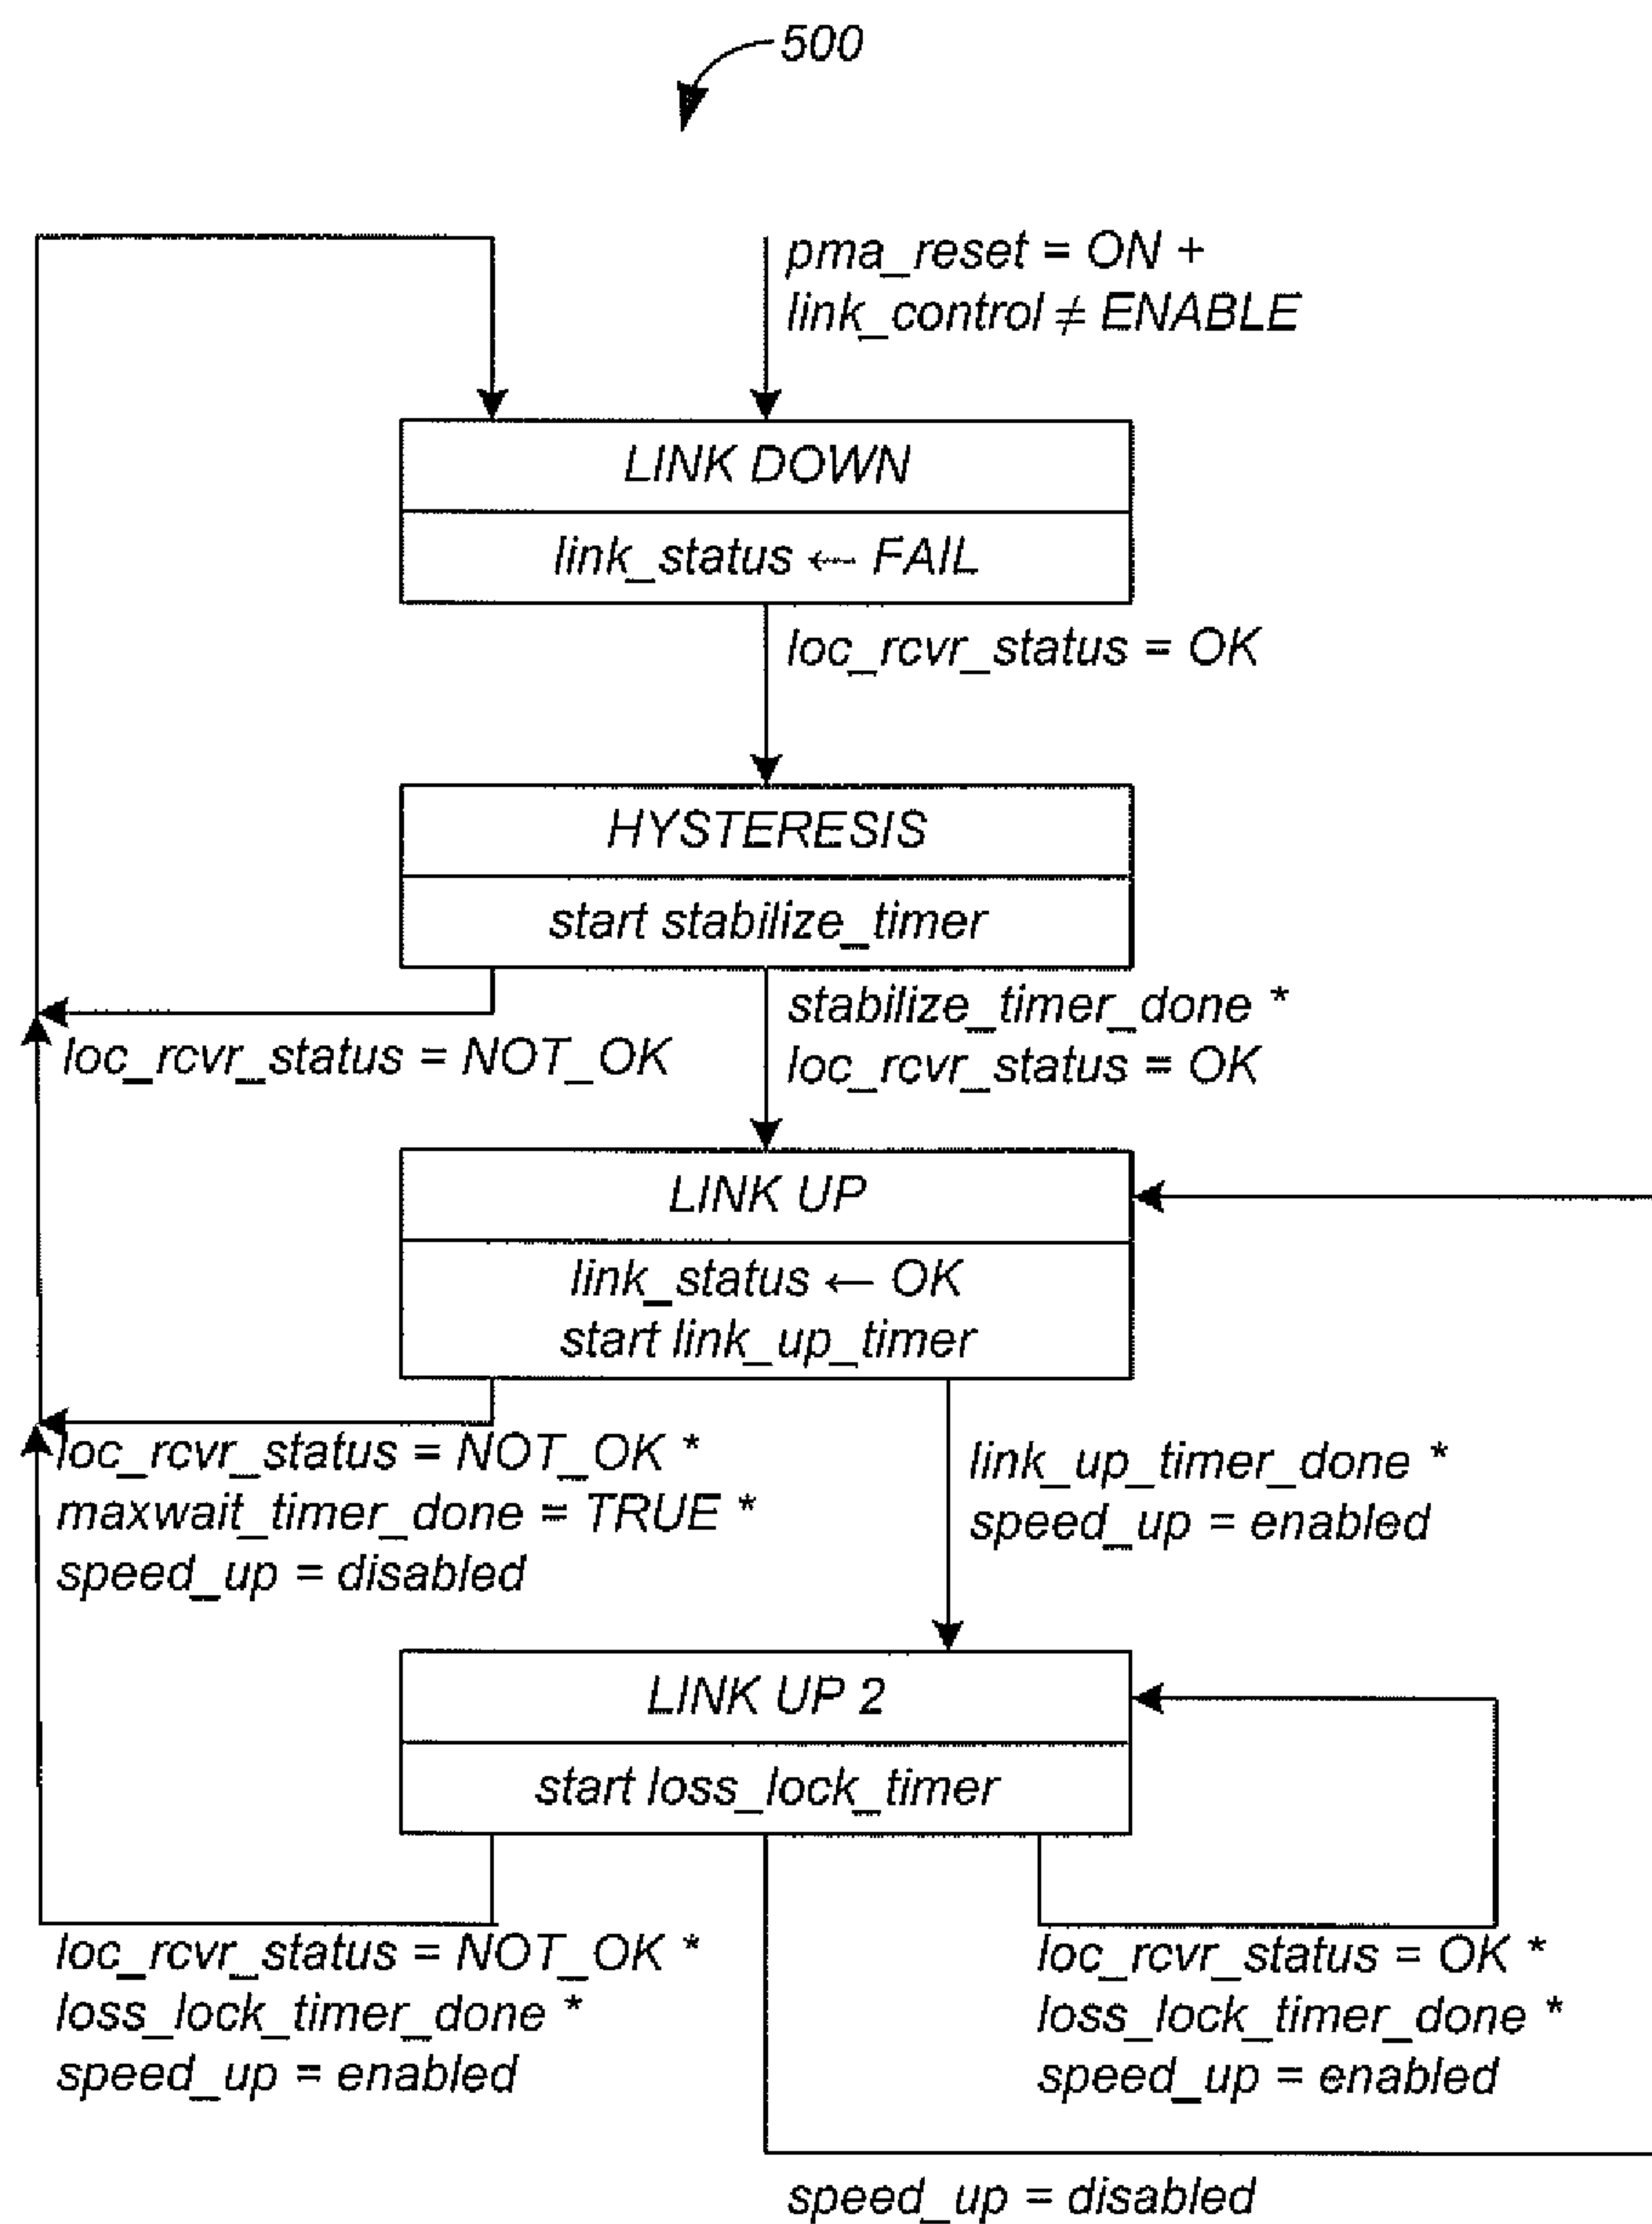 500
pma_reset = ON +
link_control ≠ ENABLE
LINK DOWN
link_status ← FAIL
loc_rcvr_status = OK
HYSTERESIS
start stabilize_timer
stabilize_timer_done *
loc_rcvr_status = OK
loc_rcvr_status = NOT_OK
LINK UP
link_status ← OK
start link_up_timer
loc_rcvr_status = NOT_OK *
maxwait_timer_done = TRUE *
speed_up = disabled
link_up_timer_done *
speed_up = enabled
LINK UP 2
start loss_lock_timer
loc_rcvr_status = NOT_OK *
loss_lock_timer_done *
speed_up = enabled
loc_rcvr_status = OK *
loss_lock_timer_done *
speed_up = enabled
speed_up = disabled